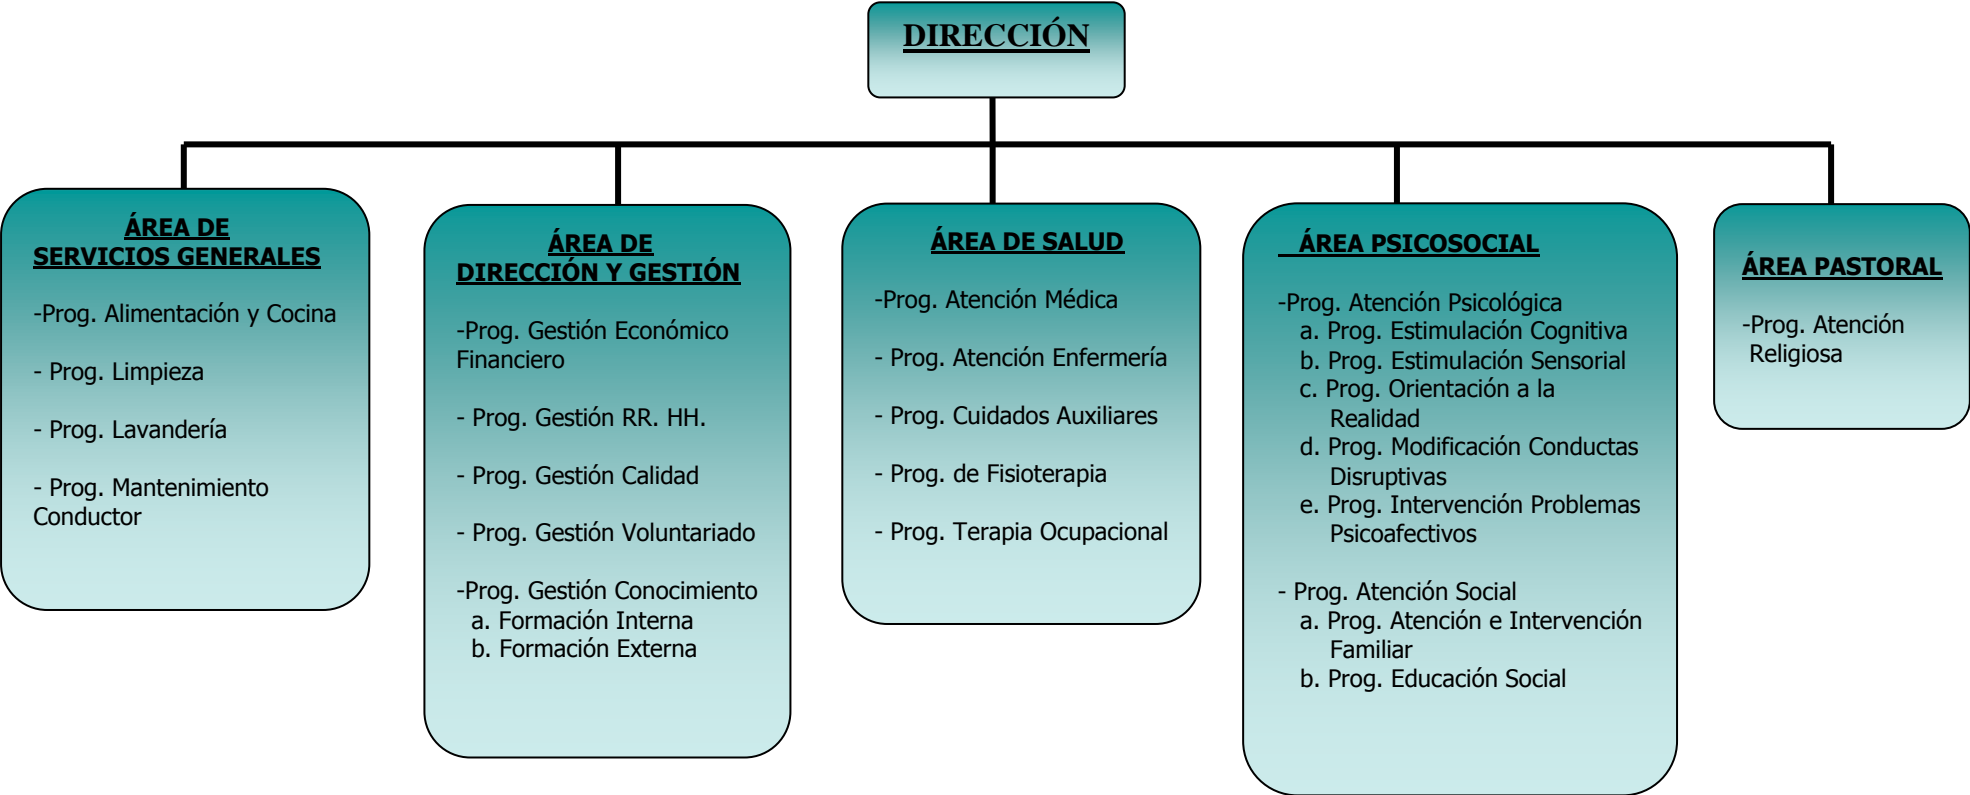 DIRECCIÓN
ÁREA DE
SERVICIOS GENERALES
-Prog. Alimentación y Cocina
- Prog. Limpieza
- Prog. Lavandería
- Prog. Mantenimiento
Conductor
ÁREA DE
DIRECCIÓN Y GESTIÓN
-Prog. Gestión Económico
Financiero
- Prog. Gestión RR. HH.
- Prog. Gestión Calidad
- Prog. Gestión Voluntariado
-Prog. Gestión Conocimiento
a. Formación Interna
b. Formación Externa
ÁREA DE SALUD
-Prog. Atención Médica
- Prog. Atención Enfermería
- Prog. Cuidados Auxiliares
- Prog. de Fisioterapia
- Prog. Terapia Ocupacional
ÁREA PSICOSOCIAL
-Prog. Atención Psicológica
a. Prog. Estimulación Cognitiva
b. Prog. Estimulación Sensorial
c. Prog. Orientación a la
Realidad
d. Prog. Modificación Conductas
Disruptivas
e. Prog. Intervención Problemas
Psicoafectivos
- Prog. Atención Social
a. Prog. Atención e Intervención
Familiar
b. Prog. Educación Social
ÁREA PASTORAL
-Prog. Atención
Religiosa